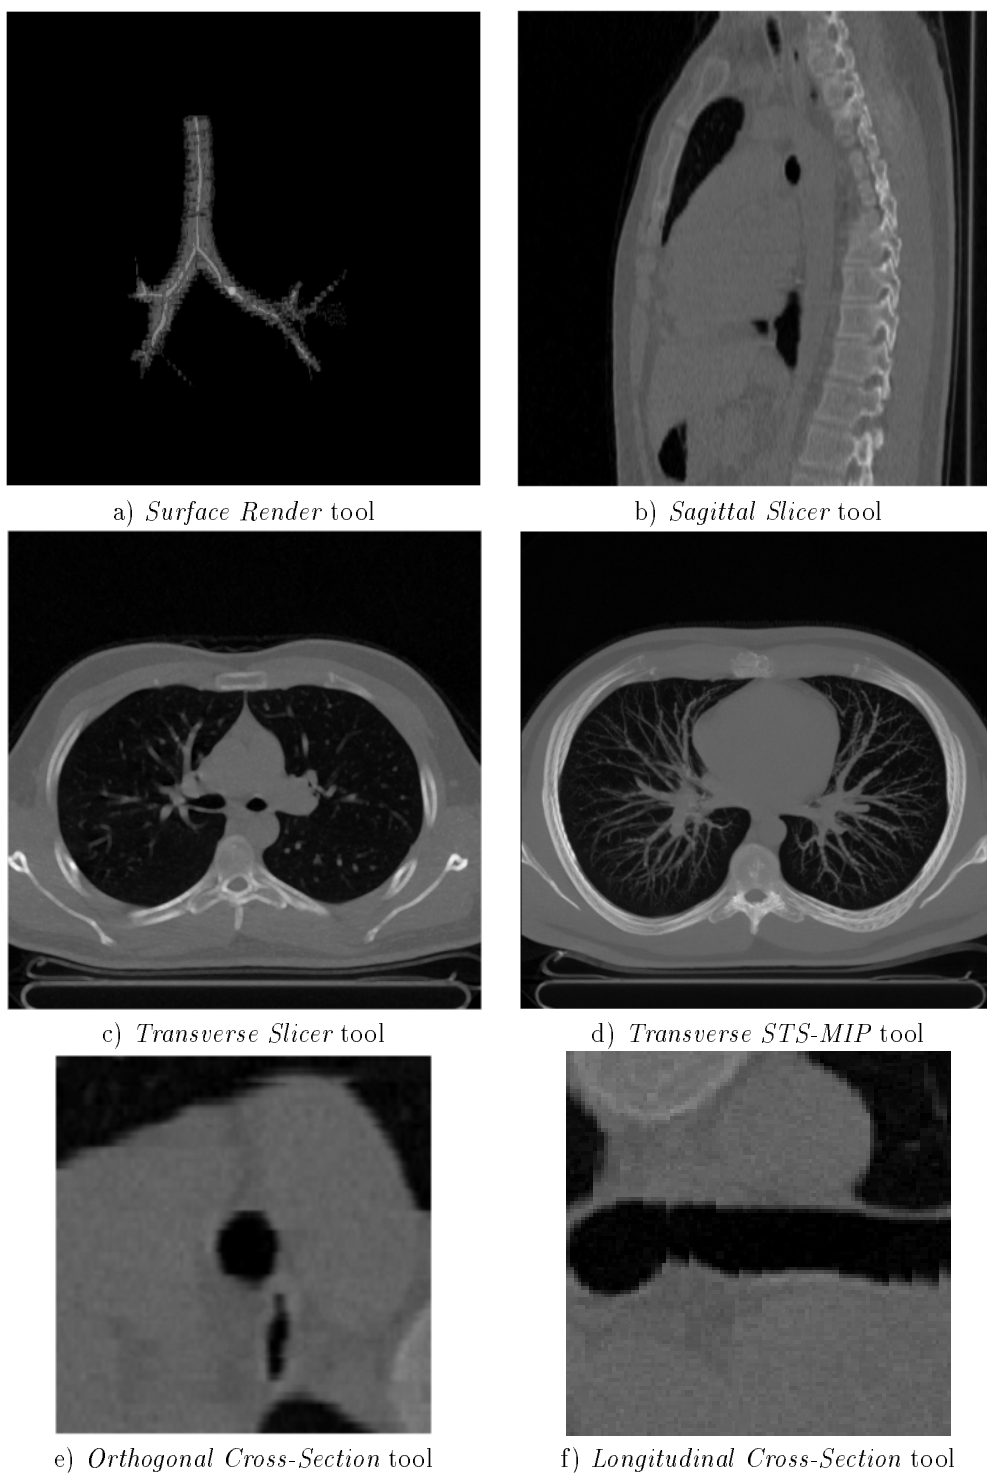 a) Surface Render tool
b) Sagittal Slicer tool
c) Transverse Slicer tool
d) Transverse STS-MIP tool
e) Orthogonal Cross-Section tool
f) Longitudinal Cross-Section tool